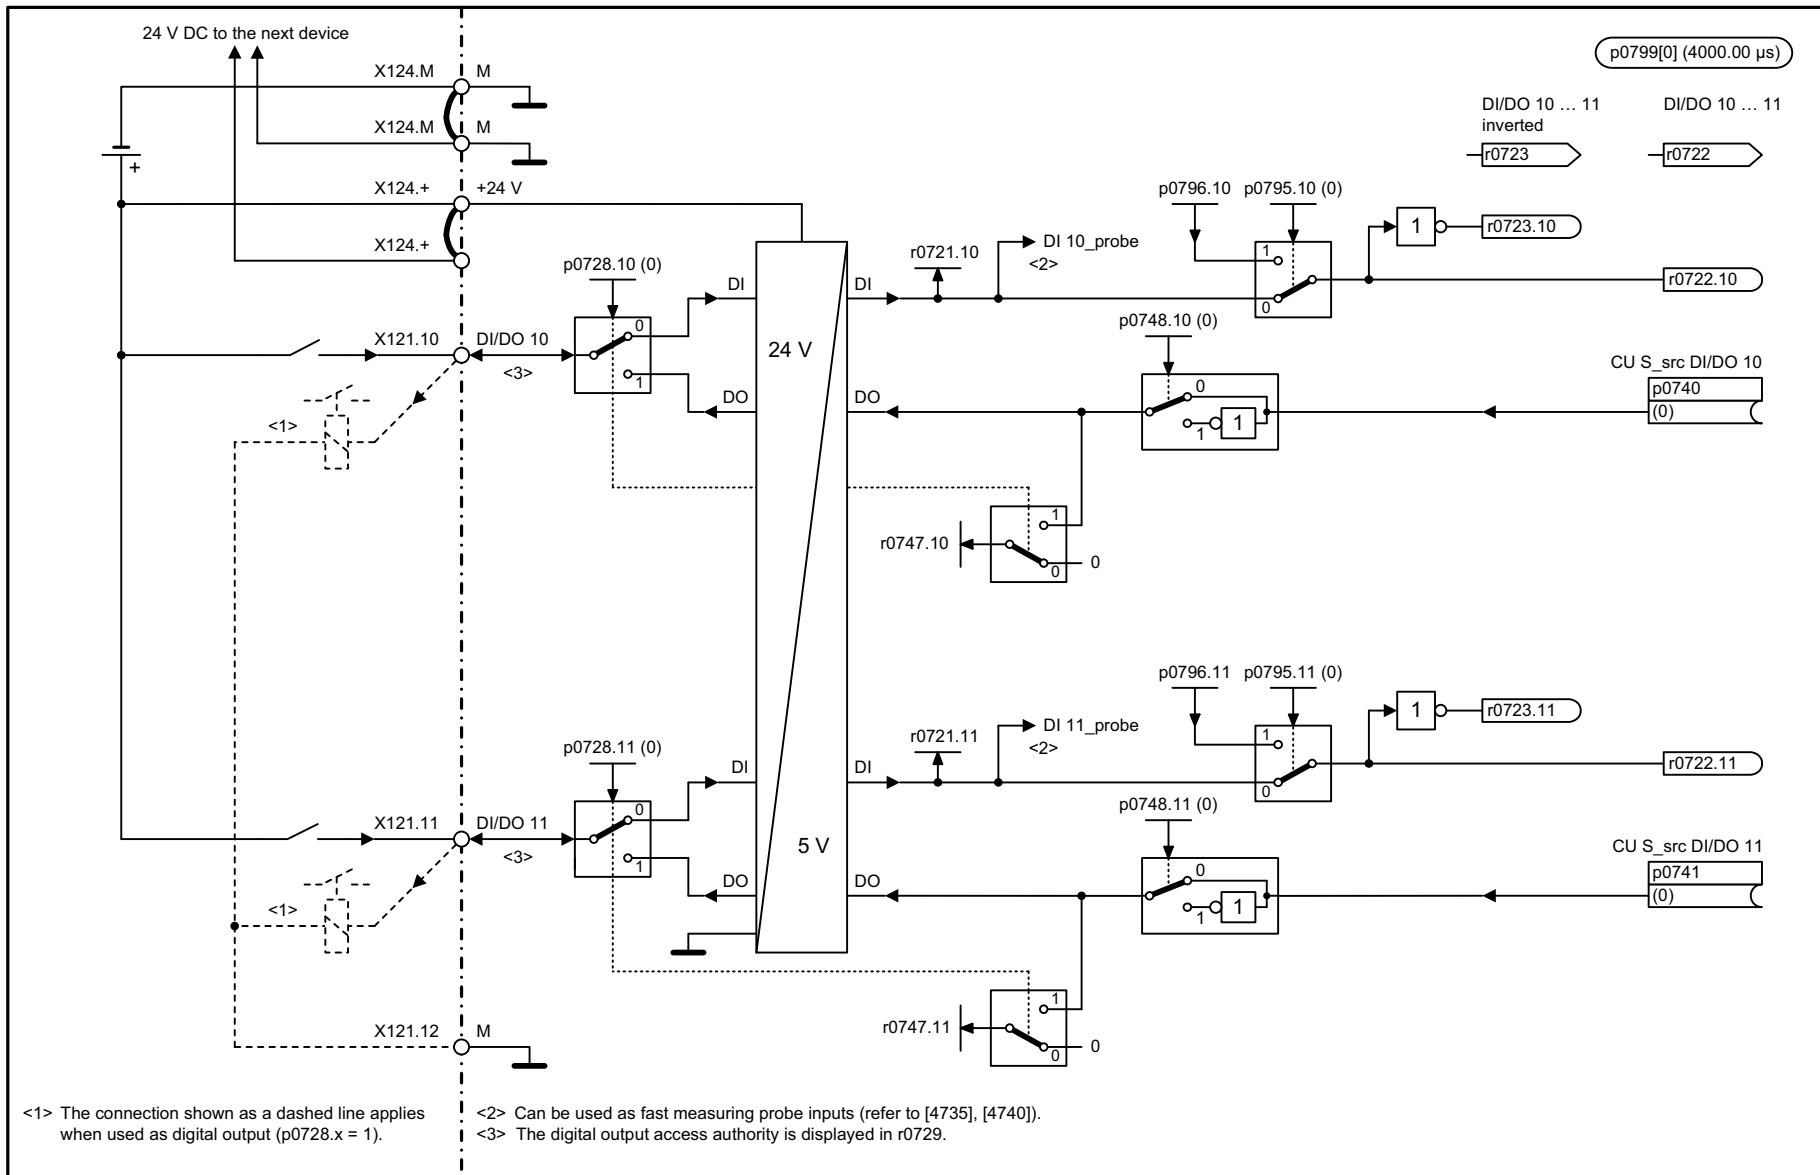 24 V DC to the next device
p0799[0] (4000.00 µs)
X124.M M
X124.M M
+
X124.+ +24 V
X124.+
DI/DO 10 … 11
inverted
r0723
DI/DO 10 … 11
r0722
p0728.10 (0)
DI
0
1
DO
X121.10 DI/DO 10
<3>
<1>
24 V
5 V
DI
r0721.10
DI 10_probe
<2>
p0796.10 p0795.10 (0)
1
0
1
r0723.10
r0722.10
p0748.10 (0)
DO
0
1
1
CU S_src DI/DO 10
p0740
(0)
r0747.10
1
0
0
p0728.11 (0)
DI
0
1
DO
X121.11 DI/DO 11
<3>
<1>
DI
r0721.11
DI 11_probe
<2>
p0796.11 p0795.11 (0)
1
0
1
r0723.11
r0722.11
p0748.11 (0)
DO
0
1
1
CU S_src DI/DO 11
p0741
(0)
r0747.11
1
0
0
X121.12 M
<1> The connection shown as a dashed line applies
when used as digital output (p0728.x = 1).
<2> Can be used as fast measuring probe inputs (refer to [4735], [4740]).
<3> The digital output access authority is displayed in r0729.